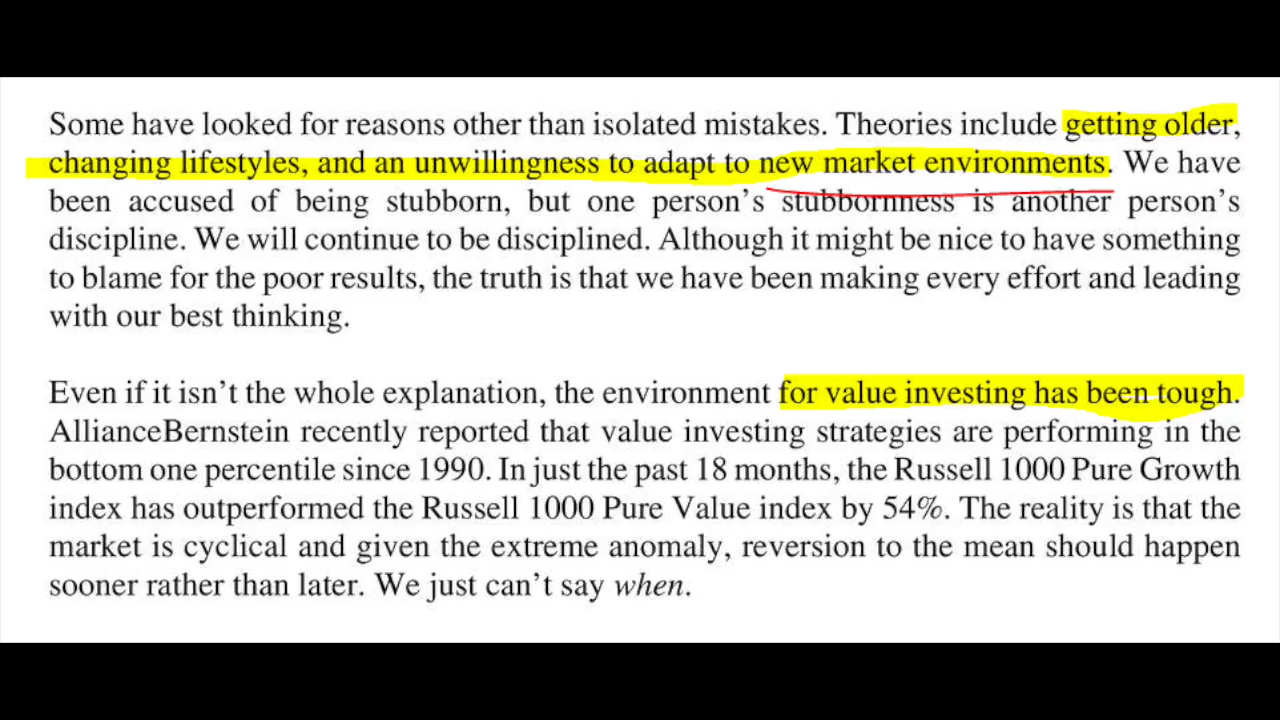 Some have looked for reasons other than isolated mistakes. Theories include getting older,
changing lifestyles, and an unwillingness to adapt to new market environments. We have
been accused of being stubborn, but one person’s stubbornness is another person’s
discipline. We will continue to be disciplined. Although it might be nice to have something
to blame for the poor results, the truth is that we have been making every effort and leading
with our best thinking.
Even if it isn’t the whole explanation, the environment for value investing has been tough.
AllianceBernstein recently reported that value investing strategies are performing in the
bottom one percentile since 1990. In just the past 18 months, the Russell 1000 Pure Growth
index has outperformed the Russell 1000 Pure Value index by 54%. The reality is that the
market is cyclical and given the extreme anomaly, reversion to the mean should happen
sooner rather than later. We just can’t say when.